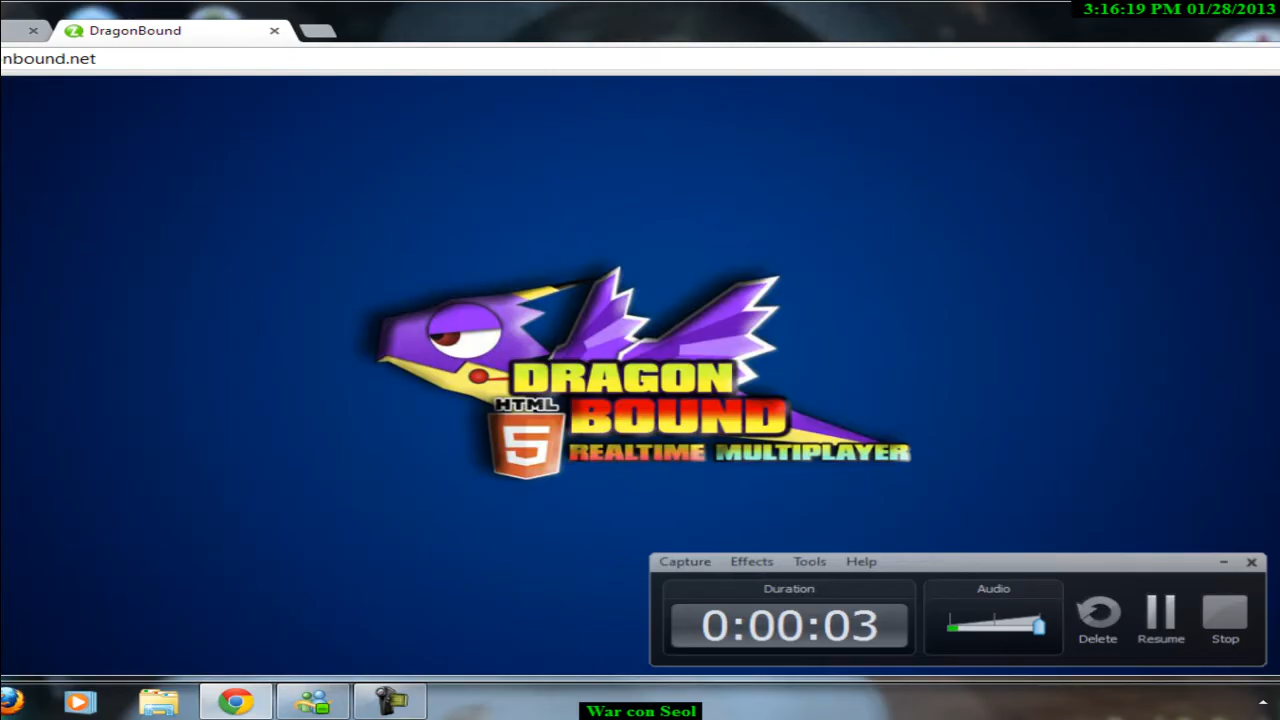 3:16:19 PM 01/28/2013
DragonBound
nbound.net
DRAGON
HTML
BOUND
5
REALTIME MULTIPLAYER
Capture Effects Tools Help
Duration
Audio
0:00:03
Delete Resume Stop
War con Seol